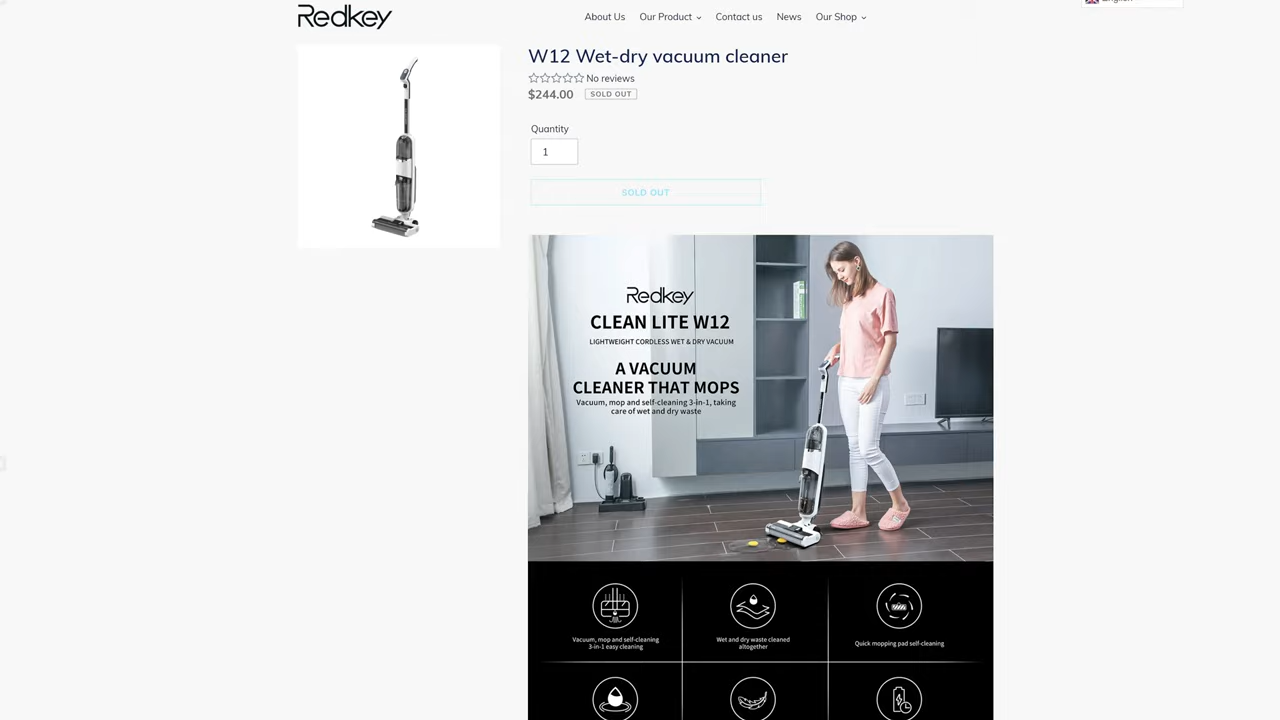 Redkey
About Us Our Product Contact us News Our Shop
W12 Wet-dry vacuum cleaner
No reviews
$244.00 SOLD OUT
Quantity
1
SOLD OUT
Redkey
CLEAN LITE W12
LIGHTWEIGHT CORDLESS WET & DRY VACUUM
A VACUUM
CLEANER THAT MOPS
Vacuum, mop and self-cleaning 3-in-1, taking
care of wet and dry waste
Vacuum, mop and self-cleaning
3-in-1 easy cleaning
Wet and dry waste cleaned
altogether
Quick mopping pad self-cleaning